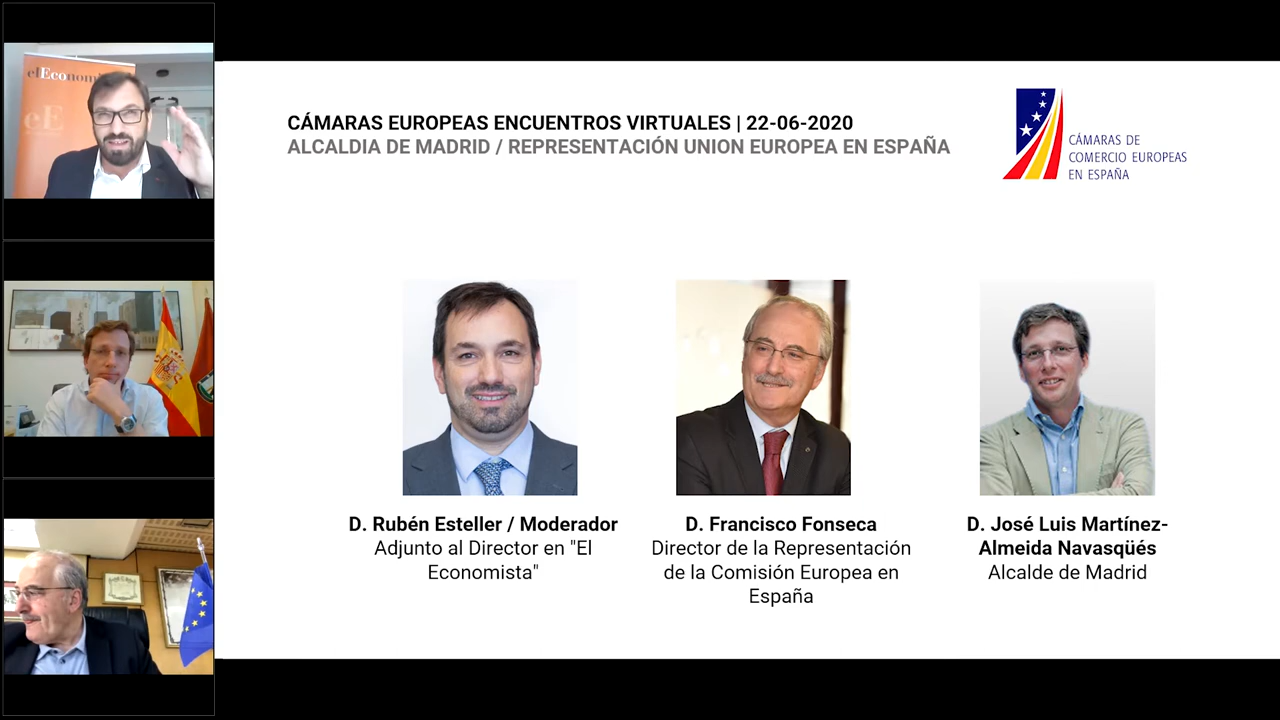 elEconom
eE
CÁMARAS EUROPEAS ENCUENTROS VIRTUALES | 22-06-2020
ALCALDIA DE MADRID / REPRESENTACIÓN UNION EUROPEA EN ESPAÑA
CÁMARAS DE
COMERCIO EUROPEAS
EN ESPAÑA
D. Rubén Esteller / Moderador
Adjunto al Director en "El
Economista"
D. Francisco Fonseca
Director de la Representación
de la Comisión Europea en
España
D. José Luis Martínez-
Almeida Navasqüés
Alcalde de Madrid